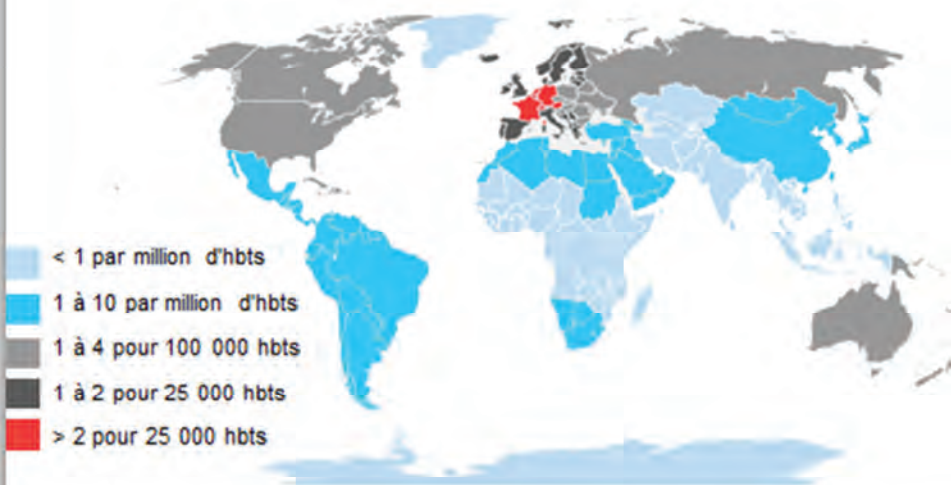 < 1 par million d'hbts
1 à 10 par million d'hbts
1 à 4 pour 100 000 hbts
1 à 2 pour 25 000 hbts
> 2 pour 25 000 hbts